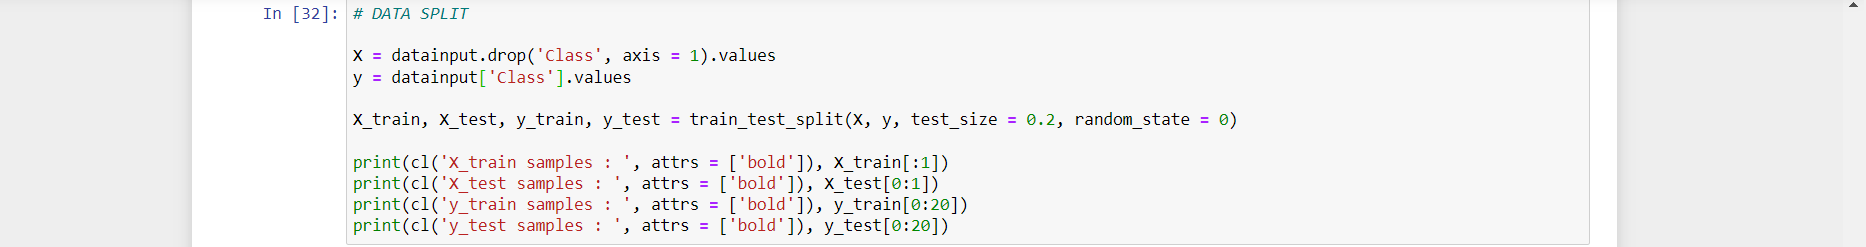 In [32]: # DATA SPLIT
X = datainput.drop('Class', axis = 1).values
y = datainput['Class'].values
X_train, X_test, y_train, y_test = train_test_split(X, y, test_size = 0.2, random_state = 0)
print(cl('X_train samples : ', attrs = ['bold']), X_train[:1])
print(cl('X_test samples : ', attrs = ['bold']), X_test[0:1])
print(cl('y_train samples : ', attrs = ['bold']), y_train[0:20])
print(cl('y_test samples : ', attrs = ['bold']), y_test[0:20])